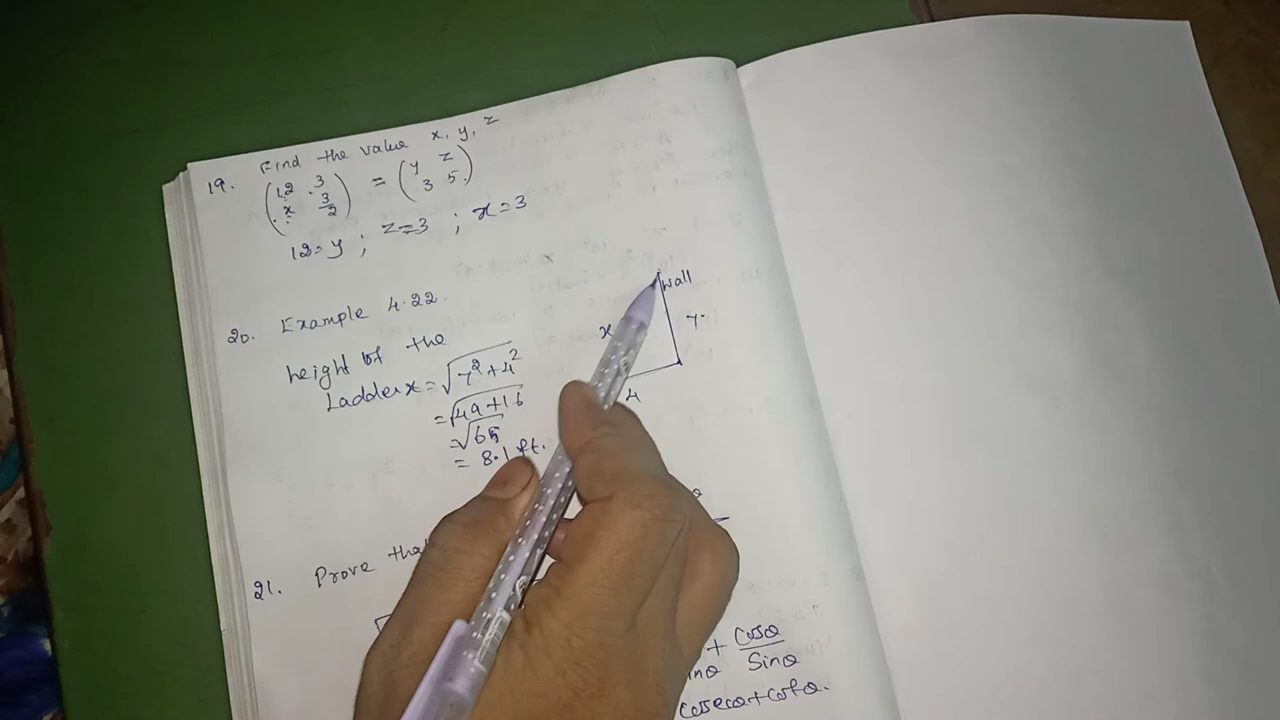 19. Find the value x, y, z
(12 3 = (y z
x 3/2) 3 5)
12=y ; z=3 ; x=3
20. Example 4.22.
height of the
Ladder x = √7²+4²
= √49+16
= √65
= 8.1 ft.
wall
x
7
4
21. Prove that
+ cosθ
sinθ
cosecθ+cotθ.